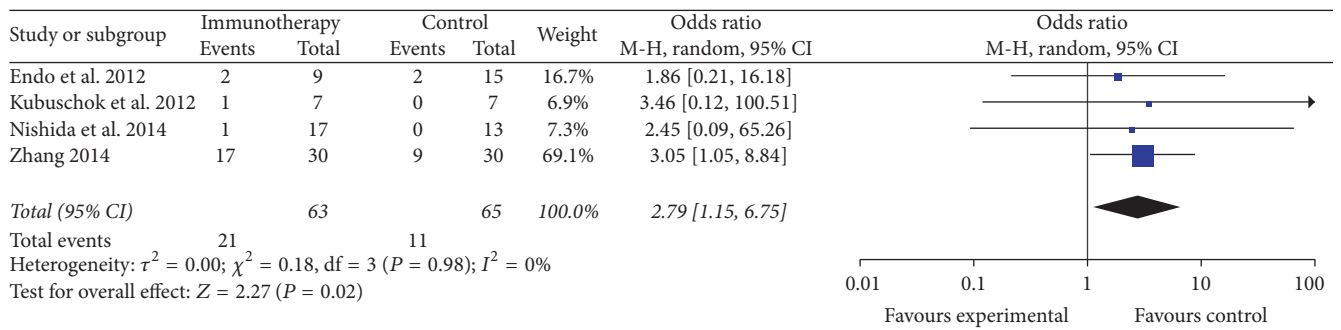 Study or subgroup Immunotherapy Control Weight Odds ratio Odds ratio
Events Total Events Total M-H, random, 95% CI M-H, random, 95% CI
Endo et al. 2012 2 9 2 15 16.7% 1.86 [0.21, 16.18]
Kubuschok et al. 2012 1 7 0 7 6.9% 3.46 [0.12, 100.51]
Nishida et al. 2014 1 17 0 13 7.3% 2.45 [0.09, 65.26]
Zhang 2014 17 30 9 30 69.1% 3.05 [1.05, 8.84]
Total (95% CI) 63 65 100.0% 2.79 [1.15, 6.75]
Total events 21 11
Heterogeneity: τ² = 0.00; χ² = 0.18, df = 3 (P = 0.98); I² = 0%
Test for overall effect: Z = 2.27 (P = 0.02)
0.01 0.1 1 10 100
Favours experimental Favours control